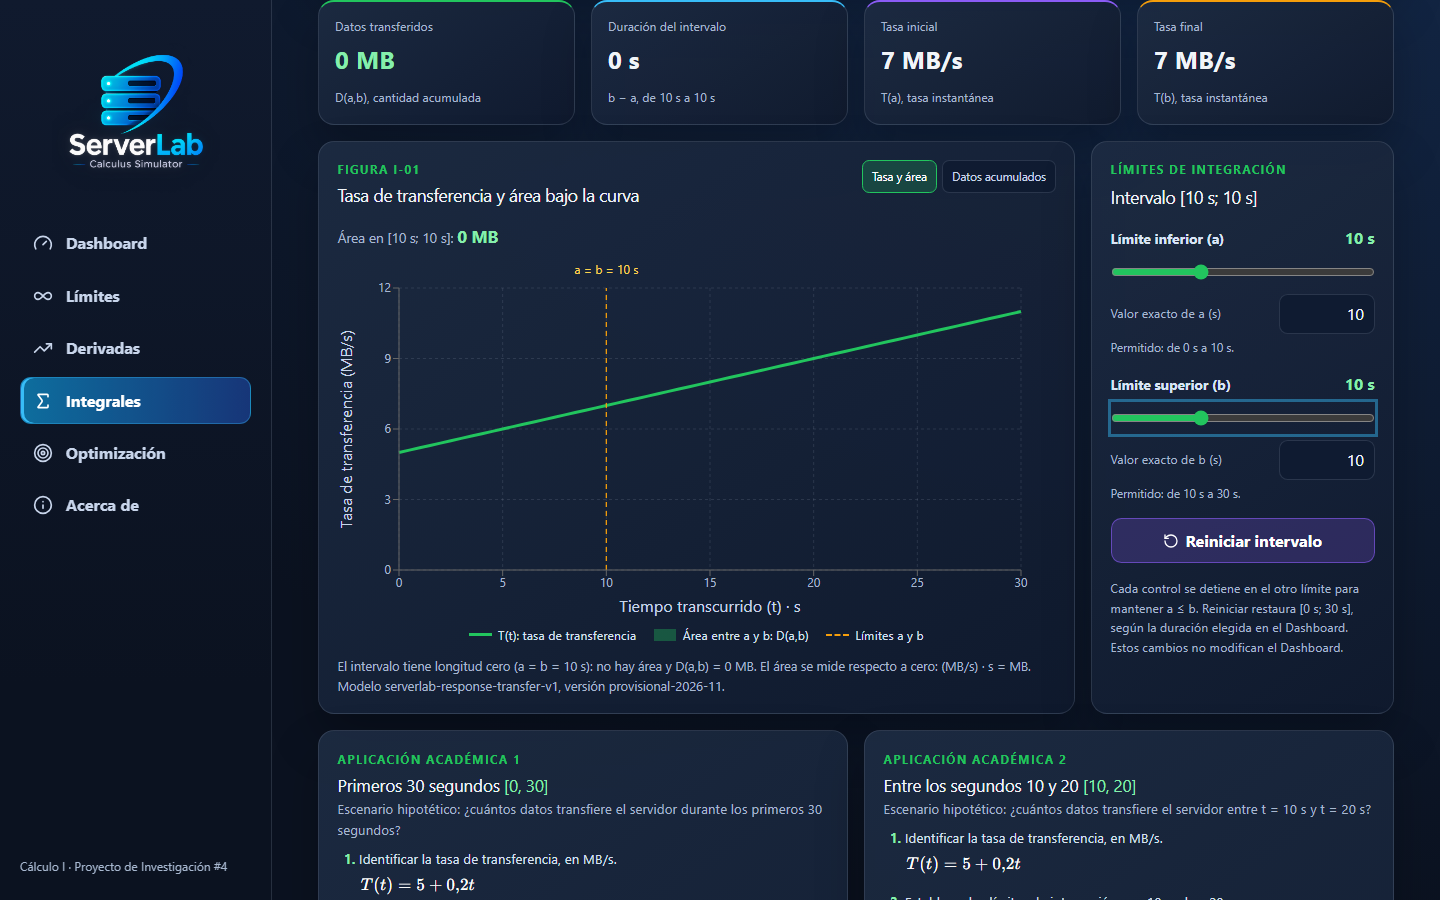 ServerLab
Calculus Simulator
Dashboard
Límites
Derivadas
Integrales
Optimización
Acerca de
Cálculo I · Proyecto de Investigación #4
Datos transferidos
0 MB
D(a,b), cantidad acumulada
Duración del intervalo
0 s
b − a, de 10 s a 10 s
Tasa inicial
7 MB/s
T(a), tasa instantánea
Tasa final
7 MB/s
T(b), tasa instantánea
FIGURA I-01
Tasa de transferencia y área bajo la curva
Tasa y área
Datos acumulados
Área en [10 s; 10 s]: 0 MB
a = b = 10 s
Tasa de transferencia (MB/s)
12
9
6
3
0
0 5 10 15 20 25 30
Tiempo transcurrido (t) · s
T(t): tasa de transferencia
Área entre a y b: D(a,b)
Límites a y b
El intervalo tiene longitud cero (a = b = 10 s): no hay área y D(a,b) = 0 MB. El área se mide respecto a cero: (MB/s) · s = MB.
Modelo serverlab-response-transfer-v1, versión provisional-2026-11.
LÍMITES DE INTEGRACIÓN
Intervalo [10 s; 10 s]
Límite inferior (a) 10 s
Valor exacto de a (s) 10
Permitido: de 0 s a 10 s.
Límite superior (b) 10 s
Valor exacto de b (s) 10
Permitido: de 10 s a 30 s.
Reiniciar intervalo
Cada control se detiene en el otro límite para
mantener a ≤ b. Reiniciar restaura [0 s; 30 s],
según la duración elegida en el Dashboard.
Estos cambios no modifican el Dashboard.
APLICACIÓN ACADÉMICA 1
Primeros 30 segundos [0, 30]
Escenario hipotético: ¿cuántos datos transfiere el servidor durante los primeros 30
segundos?
1. Identificar la tasa de transferencia, en MB/s.
T(t) = 5 + 0,2t
APLICACIÓN ACADÉMICA 2
Entre los segundos 10 y 20 [10, 20]
Escenario hipotético: ¿cuántos datos transfiere el servidor entre t = 10 s y t = 20 s?
1. Identificar la tasa de transferencia, en MB/s.
T(t) = 5 + 0,2t